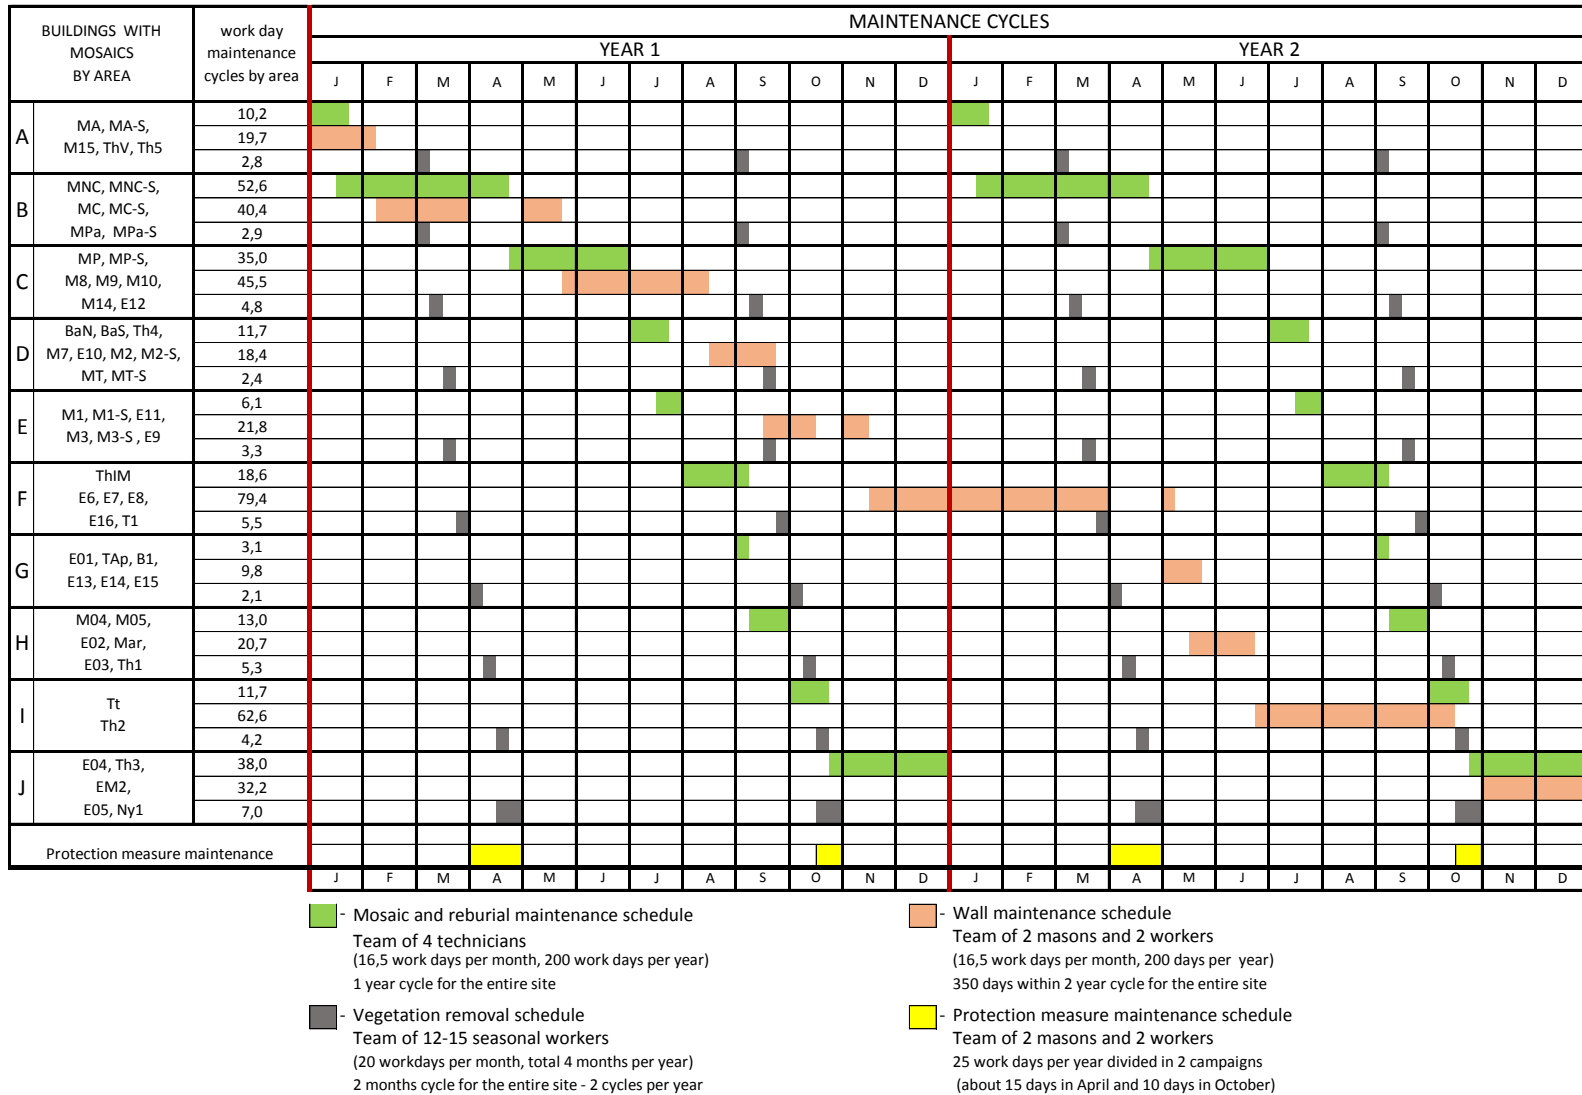 MAINTENANCE CYCLES
BUILDINGS WITH
MOSAICS
BY AREA
work day
maintenance
cycles by area
YEAR 1
YEAR 2
J F M A M J J A S O N D J F M A M J J A S O N D
A
MA, MA-S,
M15, ThV, Th5
10,2
19,7
2,8
B
MNC, MNC-S,
MC, MC-S,
MPa, MPa-S
52,6
40,4
2,9
C
MP, MP-S,
M8, M9, M10,
M14, E12
35,0
45,5
4,8
D
BaN, BaS, Th4,
M7, E10, M2, M2-S,
MT, MT-S
11,7
18,4
2,4
E
M1, M1-S, E11,
M3, M3-S , E9
6,1
21,8
3,3
F
ThIM
E6, E7, E8,
E16, T1
18,6
79,4
5,5
G
E01, TAp, B1,
E13, E14, E15
3,1
9,8
2,1
H
M04, M05,
E02, Mar,
E03, Th1
13,0
20,7
5,3
I
Tt
Th2
11,7
62,6
4,2
J
E04, Th3,
EM2,
E05, Ny1
38,0
32,2
7,0
Protection measure maintenance
J F M A M J J A S O N D J F M A M J J A S O N D
- Mosaic and reburial maintenance schedule
Team of 4 technicians
(16,5 work days per month, 200 work days per year)
1 year cycle for the entire site
- Wall maintenance schedule
Team of 2 masons and 2 workers
(16,5 work days per month, 200 days per year)
350 days within 2 year cycle for the entire site
- Vegetation removal schedule
Team of 12-15 seasonal workers
(20 workdays per month, total 4 months per year)
2 months cycle for the entire site - 2 cycles per year
- Protection measure maintenance schedule
Team of 2 masons and 2 workers
25 work days per year divided in 2 campaigns
(about 15 days in April and 10 days in October)